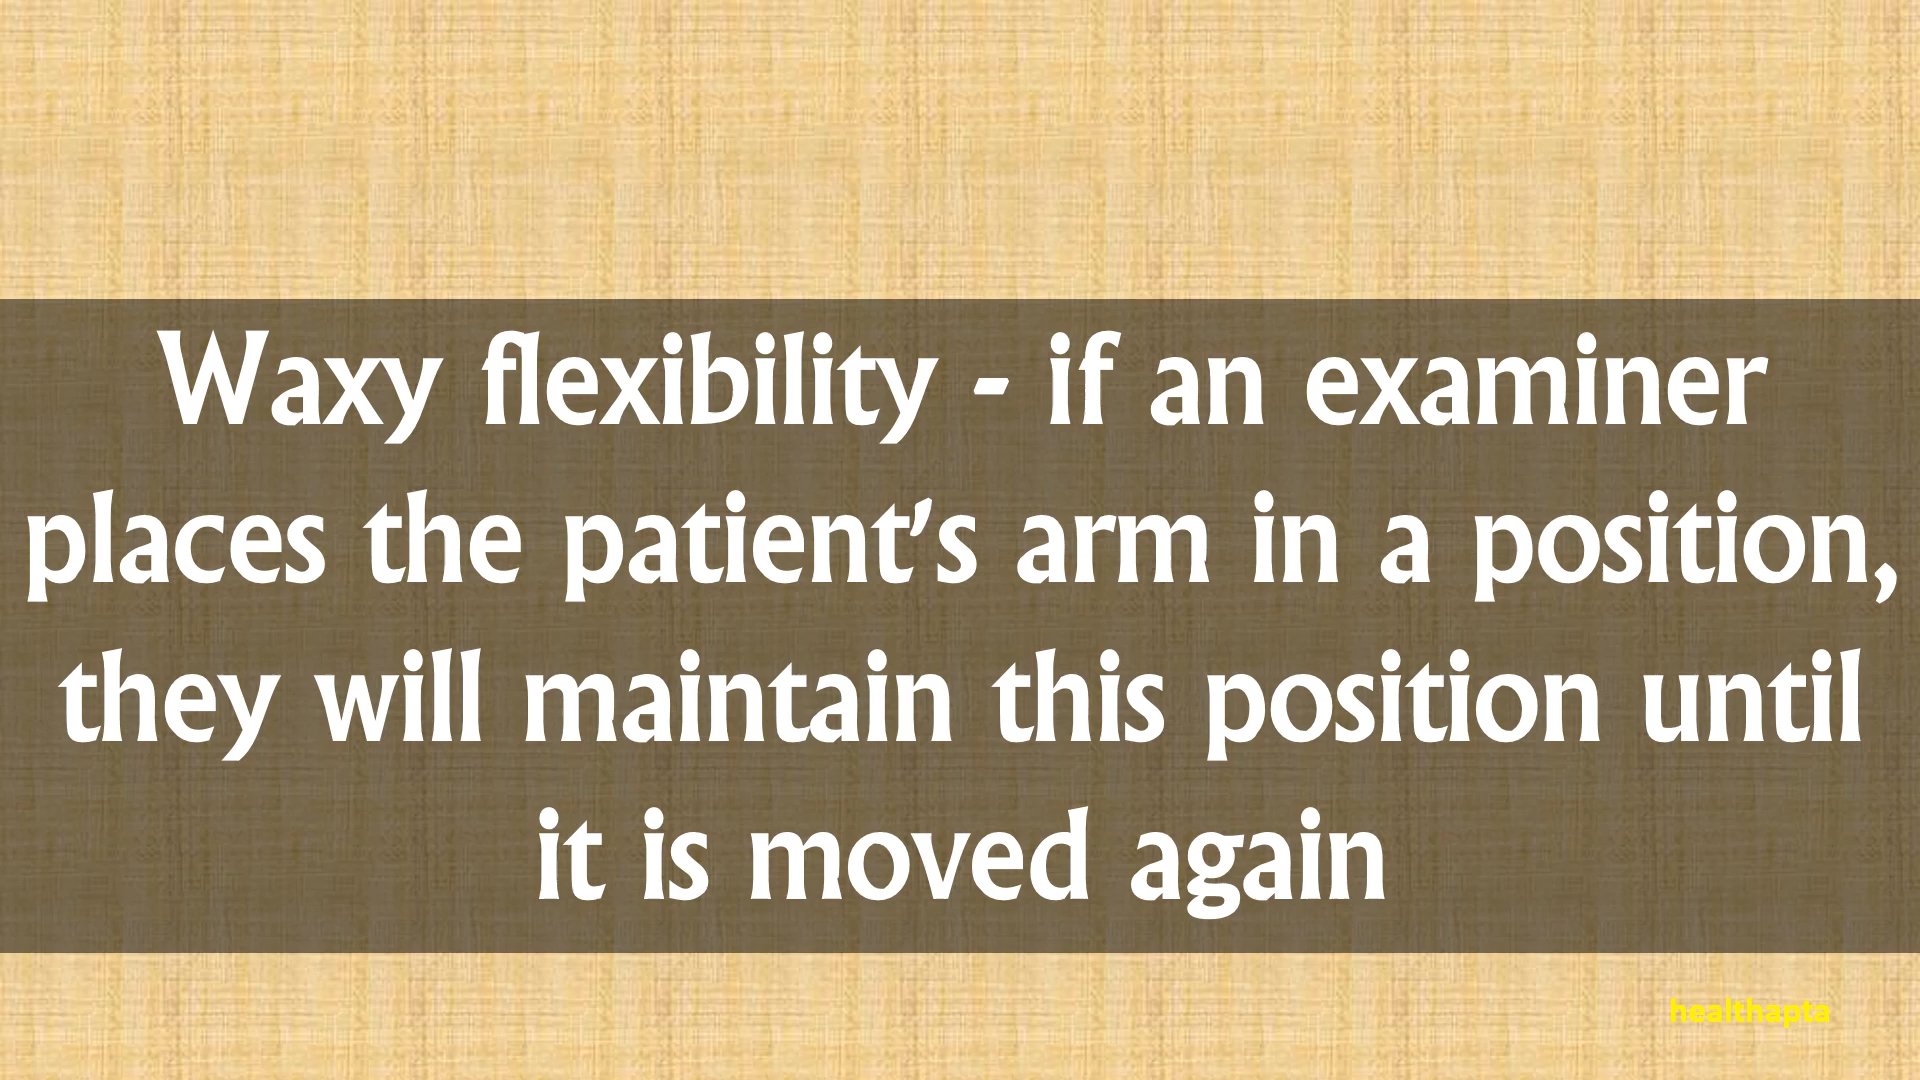 Waxy flexibility - if an examiner
places the patient's arm in a position,
they will maintain this position until
it is moved again
healthapta